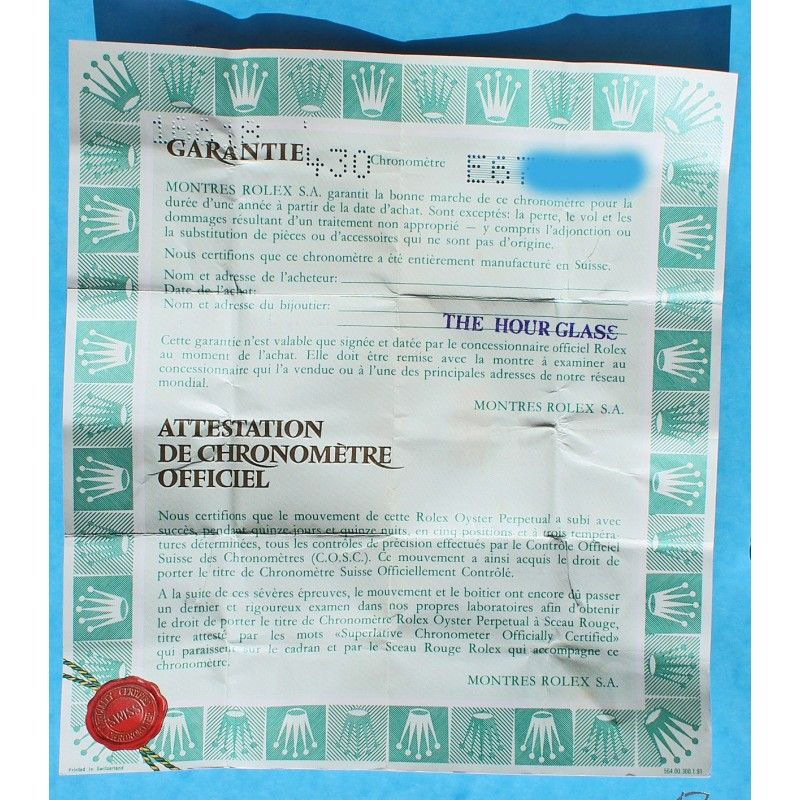 GARANTIE 430 Chronomètre E67
MONTRES ROLEX S.A. garantit la bonne marche de ce chronomètre pour la
durée d'une année à partir de la date d'achat. Sont exceptés: la perte, le vol et les
dommages résultant d'un traitement non approprié – y compris l'adjonction ou
la substitution de pièces ou d'accessoires qui ne sont pas d'origine.
Nous certifions que ce chronomètre a été entièrement manufacturé en Suisse.
Nom et adresse de l'acheteur:
Date de l'achat:
Nom et adresse du bijoutier:
THE HOUR GLASS
Cette garantie n'est valable que signée et datée par le concessionnaire officiel Rolex
au moment de l'achat. Elle doit être remise avec la montre à examiner au
concessionnaire qui l'a vendue ou à l'une des principales adresses de notre réseau
mondial.
MONTRES ROLEX S.A.
ATTESTATION
DE CHRONOMÈTRE
OFFICIEL
Nous certifions que le mouvement de cette Rolex Oyster Perpetual a subi avec
succès, pendant quinze jours et quinze nuits, en cinq positions et à trois tempéra-
tures déterminées, tous les contrôles de précision effectués par le Contrôle Officiel
Suisse des Chronomètres (C.O.S.C.). Ce mouvement a ainsi acquis le droit de
porter le titre de Chronomètre Suisse Officiellement Contrôlé.
A la suite de ces sévères épreuves, le mouvement et le boîtier ont encore dû passer
un dernier et rigoureux examen dans nos propres laboratoires afin d'obtenir
le droit de porter le titre de Chronomètre Rolex Oyster Perpetual à Sceau Rouge,
titre attesté par les mots «Superlative Chronometer Officially Certified»
qui paraissent sur le cadran et par le Sceau Rouge Rolex qui accompagne ce
chronomètre.
MONTRES ROLEX S.A.
SWISS
Printed in Switzerland
564.00.300.1.91